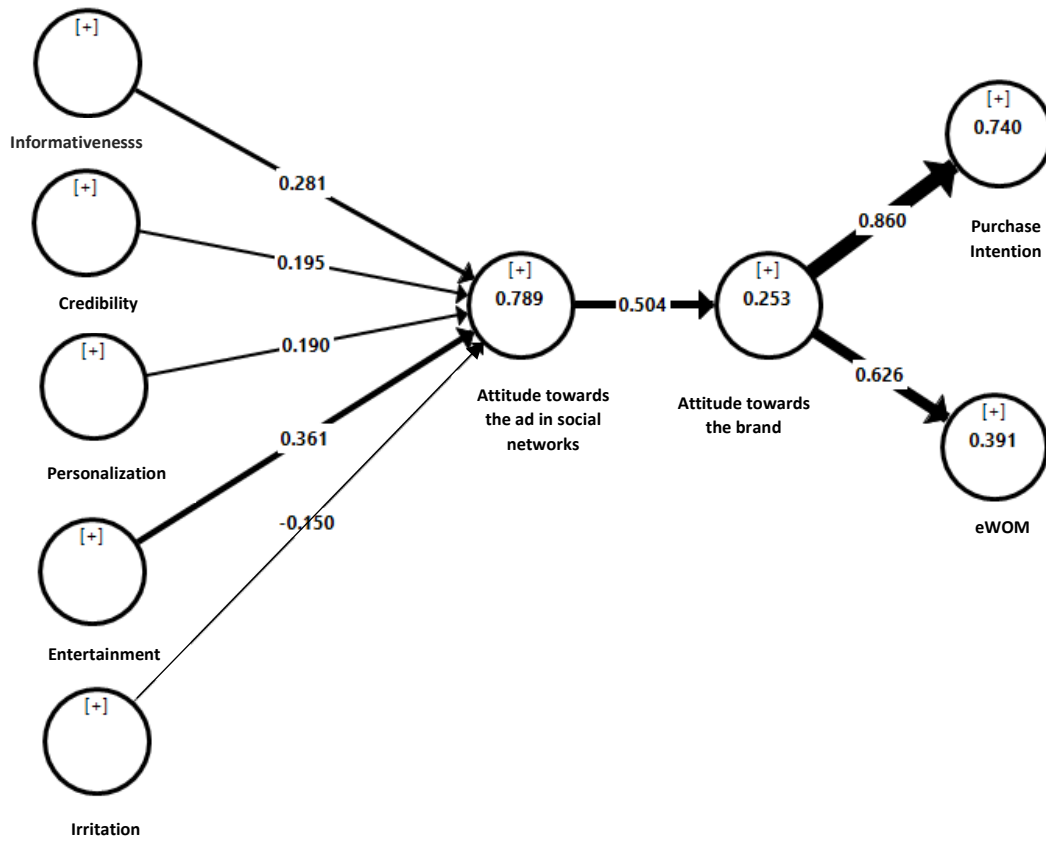 [+]
Informativenesss
[+]
Credibility
[+]
Personalization
[+]
Entertainment
[+]
Irritation
0.281
0.195
0.190
0.361
-0.150
[+]
0.789
Attitude towards
the ad in social
networks
0.504
[+]
0.253
Attitude towards
the brand
0.860
0.626
[+]
0.740
Purchase
Intention
[+]
0.391
eWOM